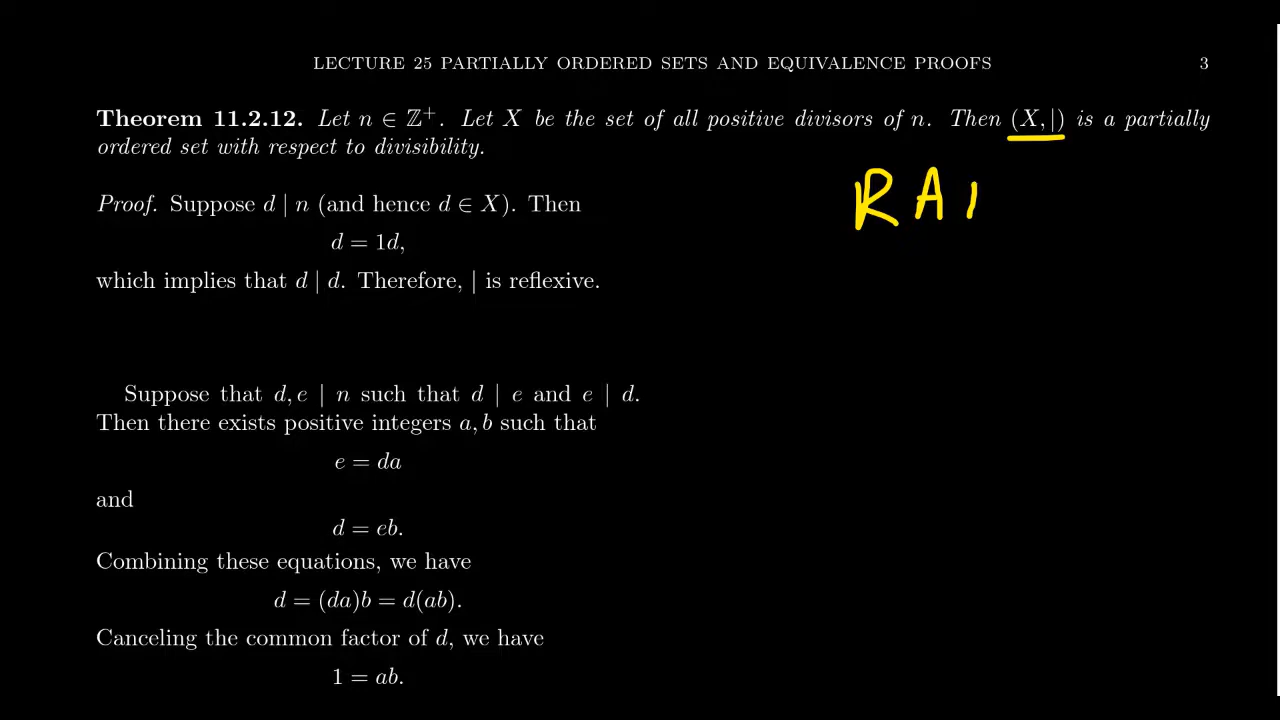 LECTURE 25 PARTIALLY ORDERED SETS AND EQUIVALENCE PROOFS 3
Theorem 11.2.12. Let n ∈ ℤ⁺. Let X be the set of all positive divisors of n. Then (X, |) is a partially
ordered set with respect to divisibility.
Proof. Suppose d | n (and hence d ∈ X). Then
R A
d = 1d,
which implies that d | d. Therefore, | is reflexive.
Suppose that d, e | n such that d | e and e | d.
Then there exists positive integers a, b such that
e = da
and
d = eb.
Combining these equations, we have
d = (da)b = d(ab).
Canceling the common factor of d, we have
1 = ab.